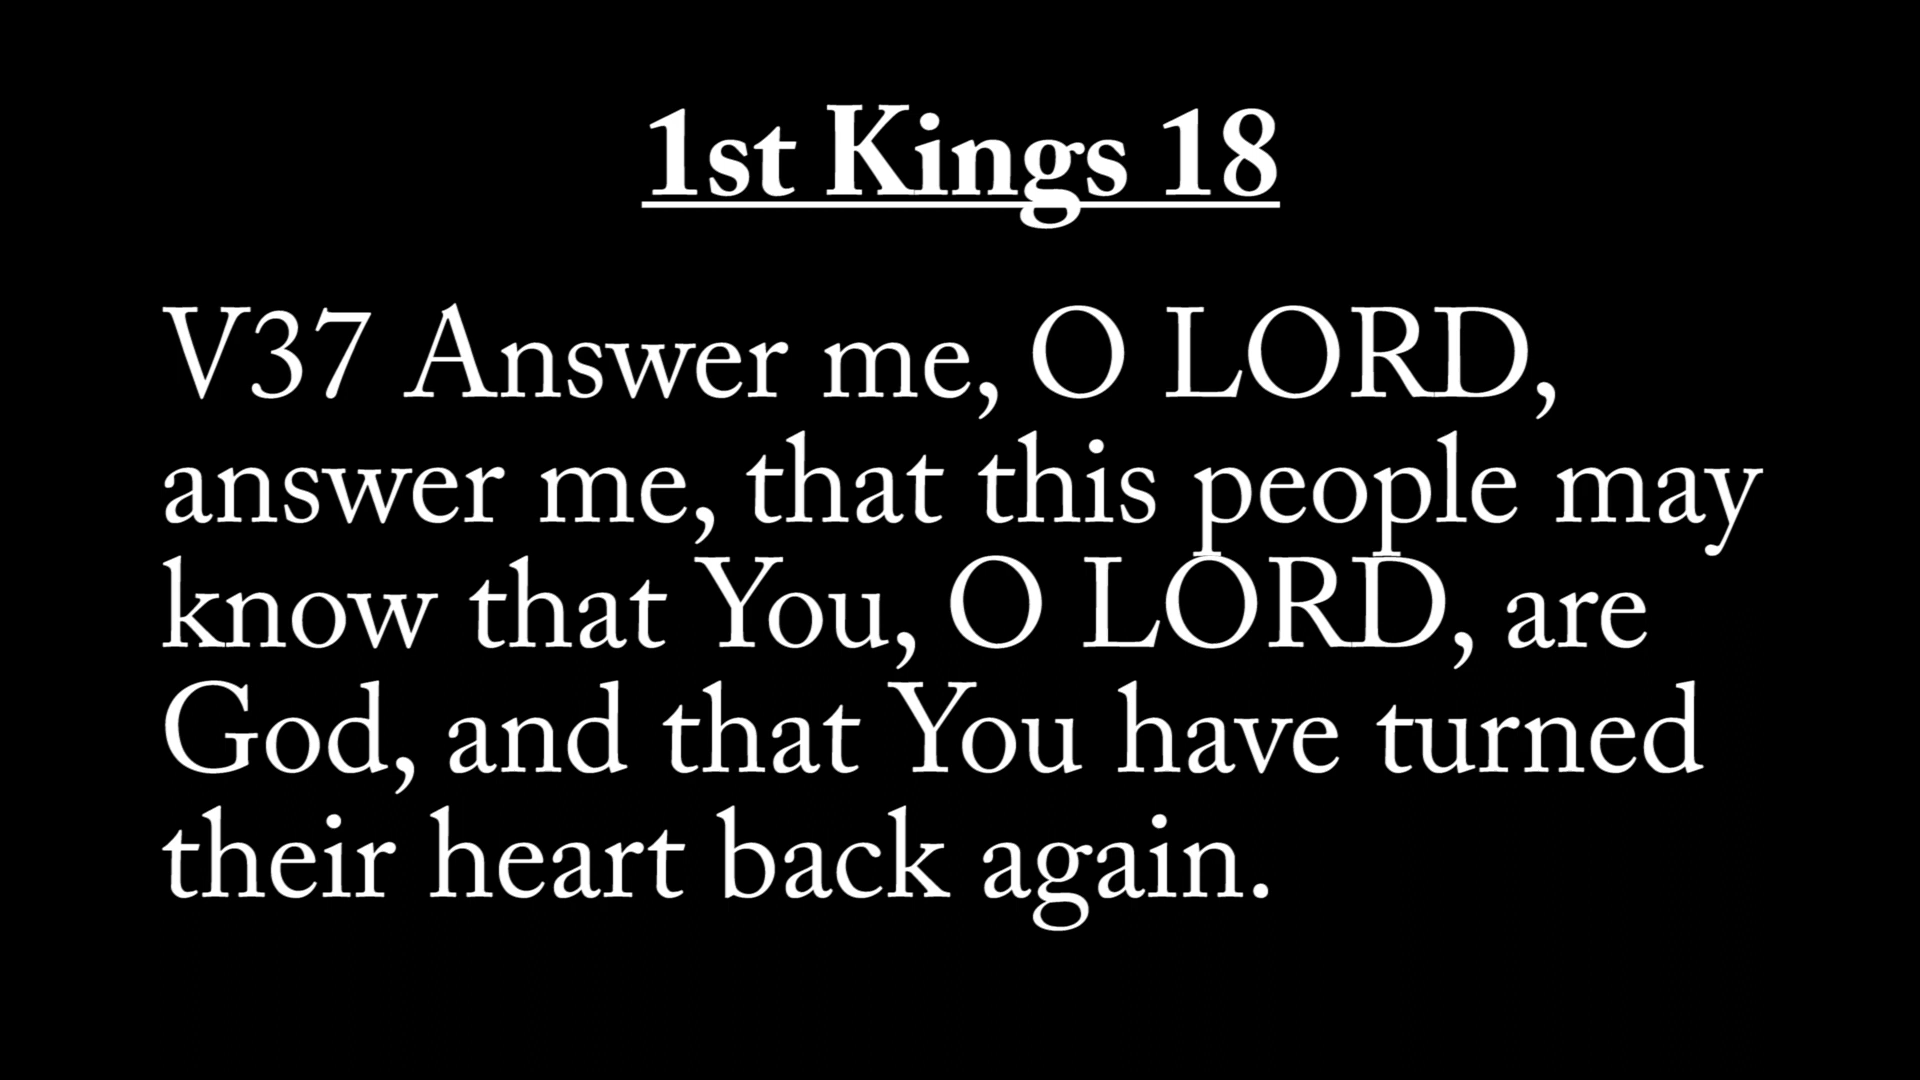 1st Kings 18
V37 Answer me, O LORD,
answer me, that this people may
know that You, O LORD, are
God, and that You have turned
their heart back again.